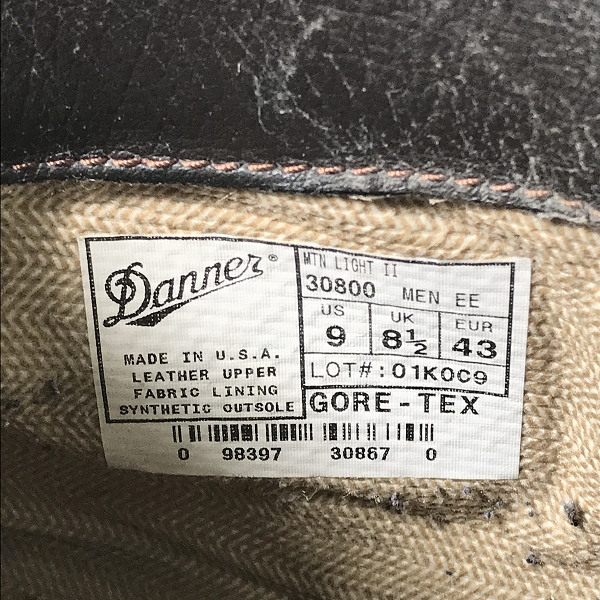 Danner®
MADE IN U.S.A.
LEATHER UPPER
FABRIC LINING
SYNTHETIC OUTSOLE
MTN LIGHT II
30800 MEN EE
US UK EUR
9 8½ 43
LOT#:01K0C9
GORE-TEX
0 98397 30867 0